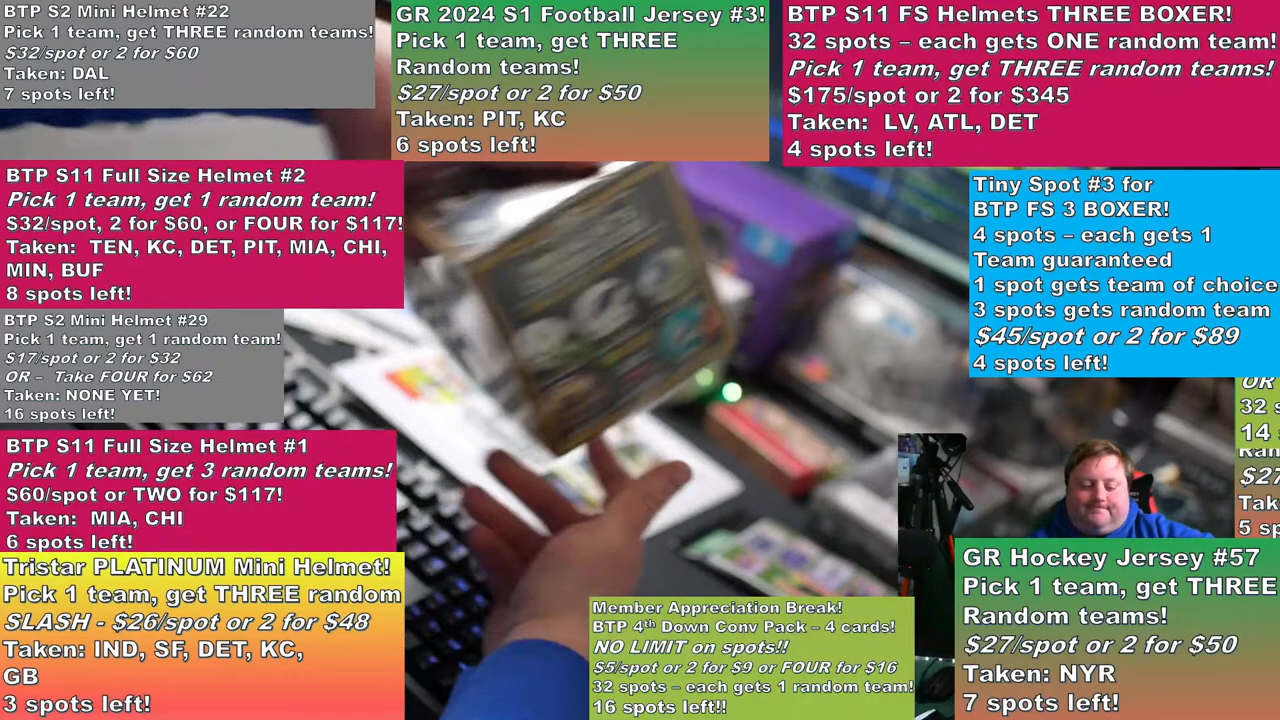 BTP S2 Mini Helmet #22
Pick 1 team, get THREE random teams!
$32/spot or 2 for $60
Taken: DAL
7 spots left!
GR 2024 S1 Football Jersey #3!
Pick 1 team, get THREE
Random teams!
$27/spot or 2 for $50
Taken: PIT, KC
6 spots left!
BTP S11 FS Helmets THREE BOXER!
32 spots – each gets ONE random team!
Pick 1 team, get THREE random teams!
$175/spot or 2 for $345
Taken: LV, ATL, DET
4 spots left!
BTP S11 Full Size Helmet #2
Pick 1 team, get 1 random team!
$32/spot, 2 for $60, or FOUR for $117!
Taken: TEN, KC, DET, PIT, MIA, CHI,
MIN, BUF
8 spots left!
Tiny Spot #3 for
BTP FS 3 BOXER!
4 spots – each gets 1
Team guaranteed
1 spot gets team of choice
3 spots gets random team
$45/spot or 2 for $89
4 spots left!
BTP S2 Mini Helmet #29
Pick 1 team, get 1 random team!
$17/spot or 2 for $32
OR – Take FOUR for $62
Taken: NONE YET!
16 spots left!
OR
32 s
14 s
$27
Tak
5 sp
BTP S11 Full Size Helmet #1
Pick 1 team, get 3 random teams!
$60/spot or TWO for $117!
Taken: MIA, CHI
6 spots left!
Tristar PLATINUM Mini Helmet!
Pick 1 team, get THREE random
SLASH - $26/spot or 2 for $48
Taken: IND, SF, DET, KC,
GB
3 spots left!
Member Appreciation Break!
BTP 4th Down Conv Pack – 4 cards!
NO LIMIT on spots!!
$5/spot or 2 for $9 or FOUR for $16
32 spots – each gets 1 random team!
16 spots left!!
GR Hockey Jersey #57
Pick 1 team, get THREE
Random teams!
$27/spot or 2 for $50
Taken: NYR
7 spots left!